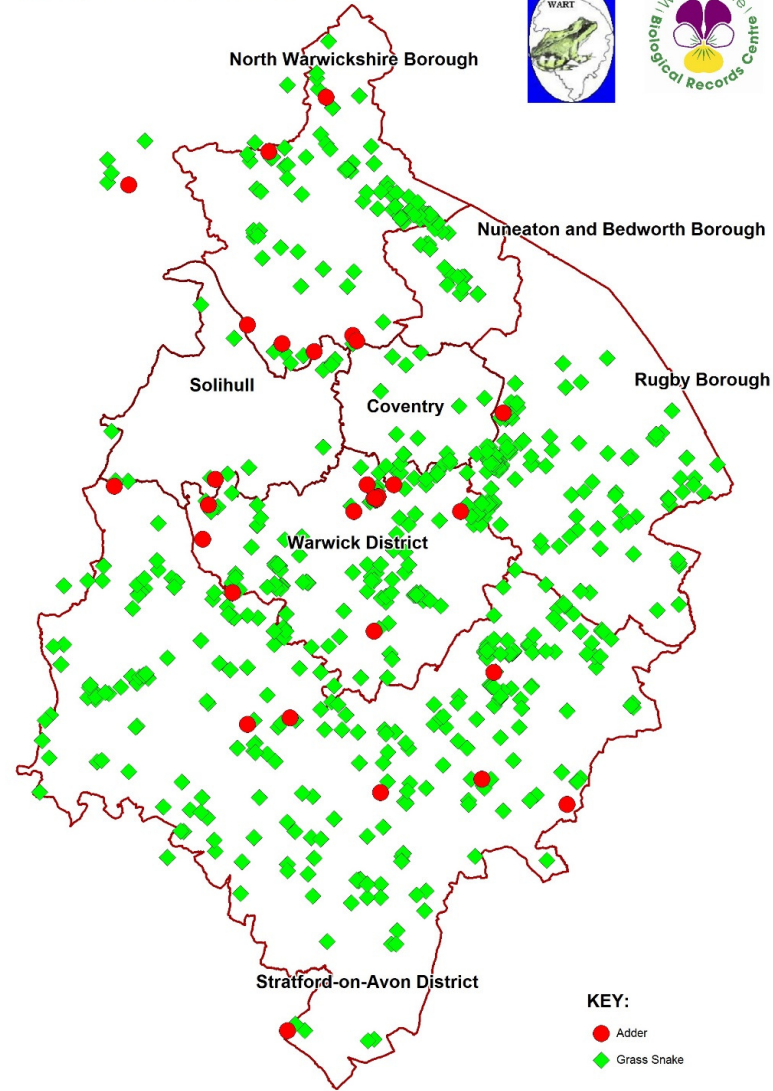 WART
Biological Records Centre
North Warwickshire Borough
Nuneaton and Bedworth Borough
Solihull
Rugby Borough
Coventry
Warwick District
Stratford-on-Avon District
KEY:
Adder
Grass Snake